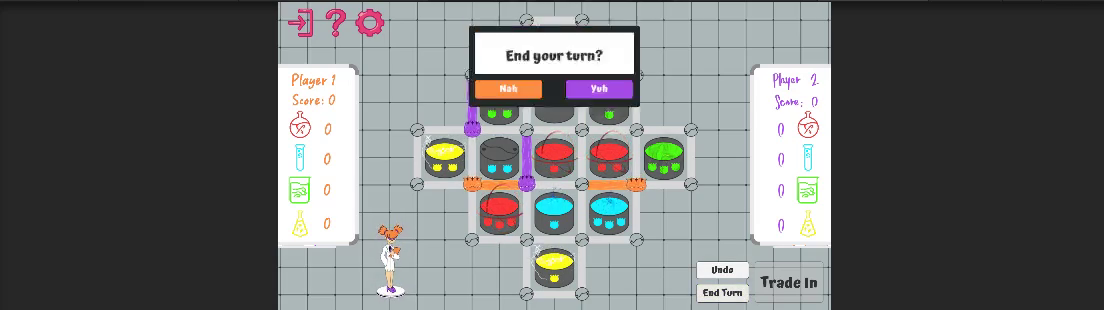 ?
End your turn?
Nah
Yuh
Player 1
Score: 0
0
0
0
0
Player 2
Score: 0
0
0
0
0
Undo
End Turn
Trade In